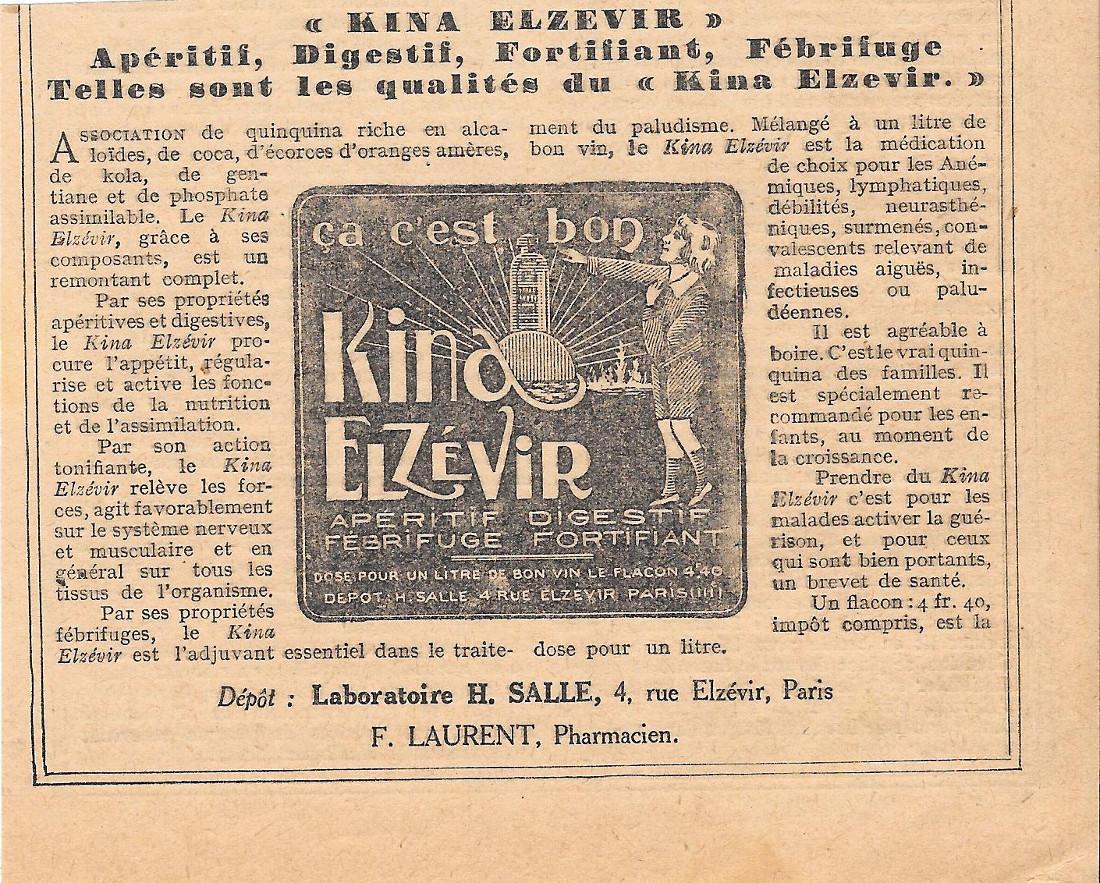 « KINA ELZEVIR »
Apéritif, Digestif, Fortifiant, Fébrifuge
Telles sont les qualités du « Kina Elzevir. »
ASSOCIATION de quinquina riche en alca-
loïdes, de coca, d'écorces d'oranges amères,
de kola, de gen-
tiane et de phosphate
assimilable. Le Kina
Elzévir, grâce à ses
composants, est un
remontant complet.
Par ses propriétés
apéritives et digestives,
le Kina Elzévir pro-
cure l'appétit, régula-
rise et active les fonc-
tions de la nutrition
et de l'assimilation.
Par son action
tonifiante, le Kina
Elzévir relève les for-
ces, agit favorablement
sur le système nerveux
et musculaire et en
général sur tous les
tissus de l'organisme.
Par ses propriétés
fébrifuges, le Kina
Elzévir est l'adjuvant essentiel dans le traite-
ment du paludisme. Mélangé à un litre de
bon vin, le Kina Elzévir est la médication
de choix pour les Ané-
miques, lymphatiques,
débilités, neurasthé-
niques, surmenés, con-
valescents relevant de
maladies aiguës, in-
fectieuses ou palu-
déennes.
Il est agréable à
boire. C'est le vrai quin-
quina des familles. Il
est spécialement re-
commandé pour les en-
fants, au moment de
la croissance.
Prendre du Kina
Elzévir c'est pour les
malades activer la gué-
rison, et pour ceux
qui sont bien portants,
un brevet de santé.
Un flacon : 4 fr. 40,
impôt compris, est la
dose pour un litre.
ça c'est bon
Kina
ELZÉVIR
APERITIF DIGESTIF
FÉBRIFUGE FORTIFIANT
DOSE POUR UN LITRE DE BON VIN LE FLACON 4.40
DEPOT: H. SALLE 4 RUE ELZEVIR PARIS (III)
Dépôt : Laboratoire H. SALLE, 4, rue Elzévir, Paris
F. LAURENT, Pharmacien.